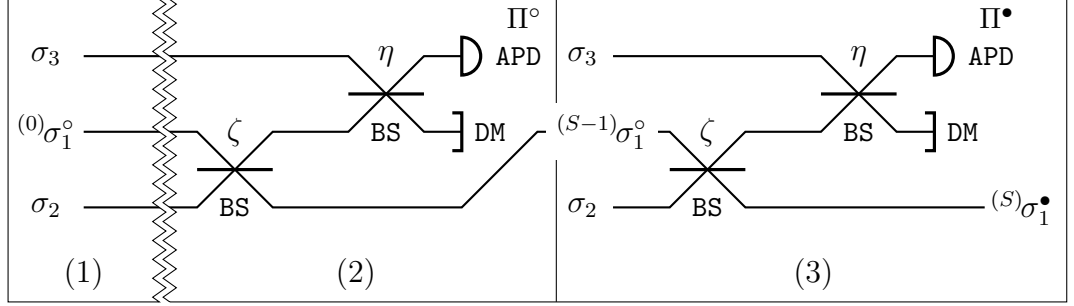 Π° Π•
σ₃ η APD σ₃ η APD
BS DM BS DM
⁽⁰⁾σ₁° ζ ⁽ˢ⁻¹⁾σ₁° ζ
σ₂ BS σ₂ BS ⁽ˢ⁾σ₁•
(1) (2) (3)